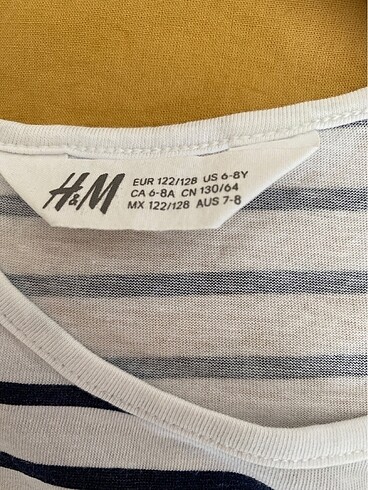 H&M
EUR 122/128 US 6-8Y
CA 6-8A CN 130/64
MX 122/128 AUS 7-8